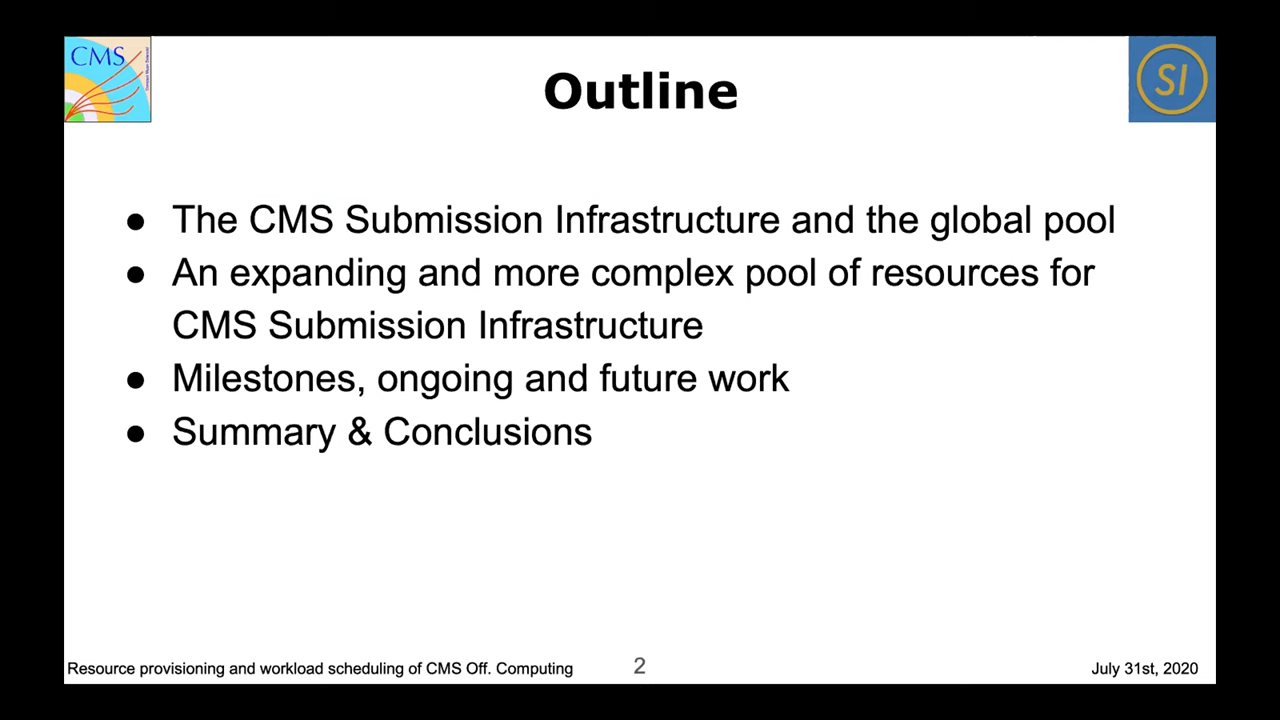 CMS
SI
Outline
● The CMS Submission Infrastructure and the global pool
● An expanding and more complex pool of resources for
CMS Submission Infrastructure
● Milestones, ongoing and future work
● Summary & Conclusions
Resource provisioning and workload scheduling of CMS Off. Computing
2
July 31st, 2020